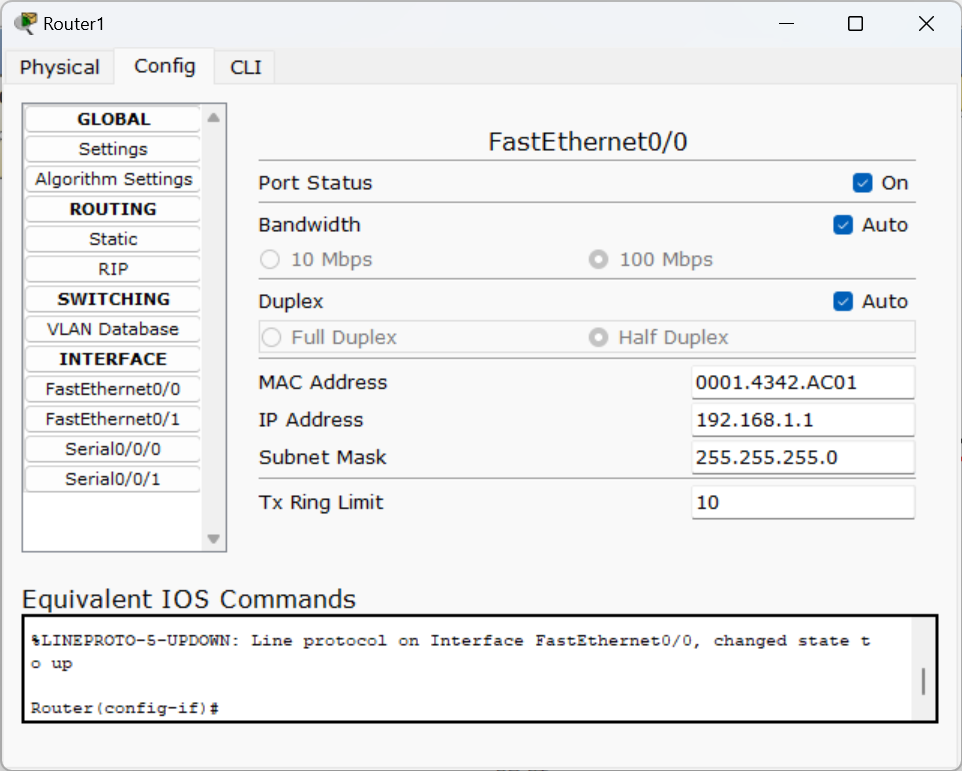 Router1
Physical Config CLI
GLOBAL
Settings
Algorithm Settings
ROUTING
Static
RIP
SWITCHING
VLAN Database
INTERFACE
FastEthernet0/0
FastEthernet0/1
Serial0/0/0
Serial0/0/1
FastEthernet0/0
Port Status On
Bandwidth Auto
10 Mbps 100 Mbps
Duplex Auto
Full Duplex Half Duplex
MAC Address 0001.4342.AC01
IP Address 192.168.1.1
Subnet Mask 255.255.255.0
Tx Ring Limit 10
Equivalent IOS Commands
%LINEPROTO-5-UPDOWN: Line protocol on Interface FastEthernet0/0, changed state t
o up
Router(config-if)#